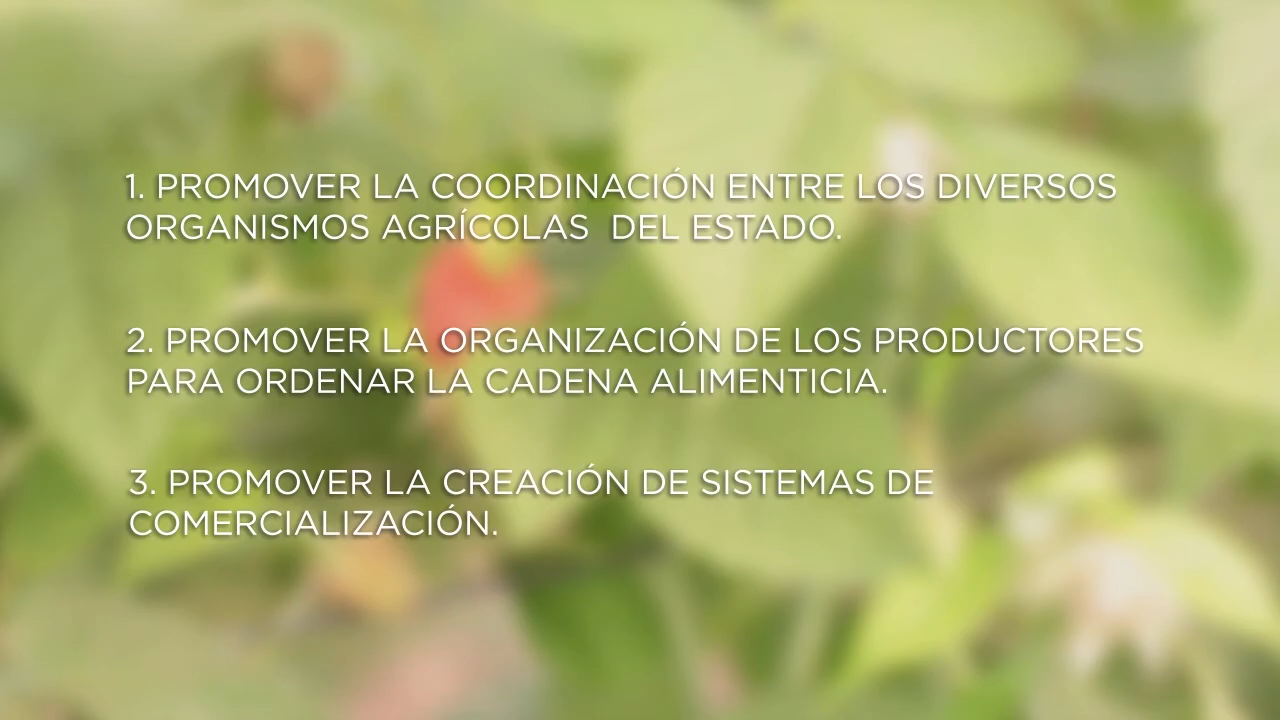 1. PROMOVER LA COORDINACIÓN ENTRE LOS DIVERSOS
ORGANISMOS AGRÍCOLAS  DEL ESTADO.
2. PROMOVER LA ORGANIZACIÓN DE LOS PRODUCTORES
PARA ORDENAR LA CADENA ALIMENTICIA.
3. PROMOVER LA CREACIÓN DE SISTEMAS DE
COMERCIALIZACIÓN.